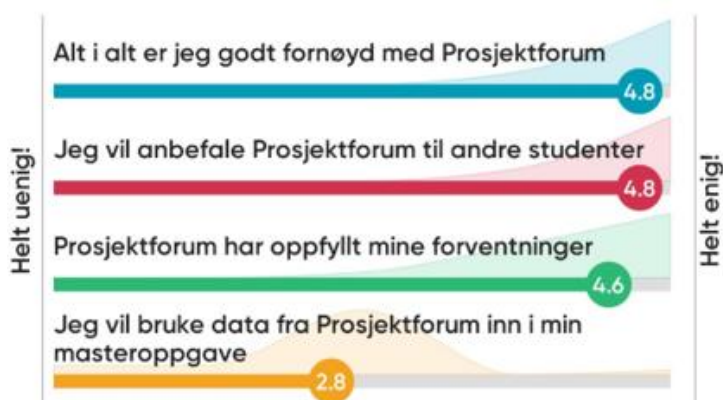 Alt i alt er jeg godt fornøyd med Prosjektforum
4.8
Jeg vil anbefale Prosjektforum til andre studenter
4.8
Helt uenig!
Helt enig!
Prosjektforum har oppfylt mine forventninger
4.6
Jeg vil bruke data fra Prosjektforum inn i min
masteroppgave
2.8